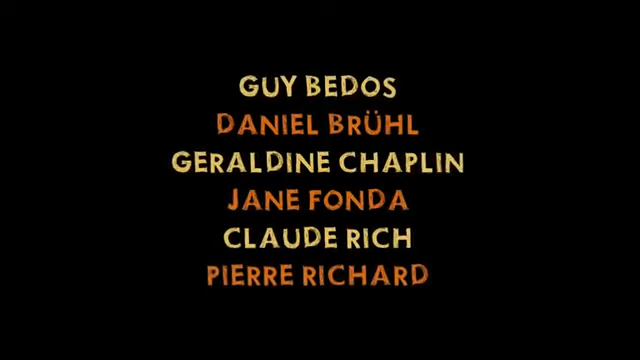 GUY BEDOS
DANIEL BRÜHL
GERALDINE CHAPLIN
JANE FONDA
CLAUDE RICH
PIERRE RICHARD